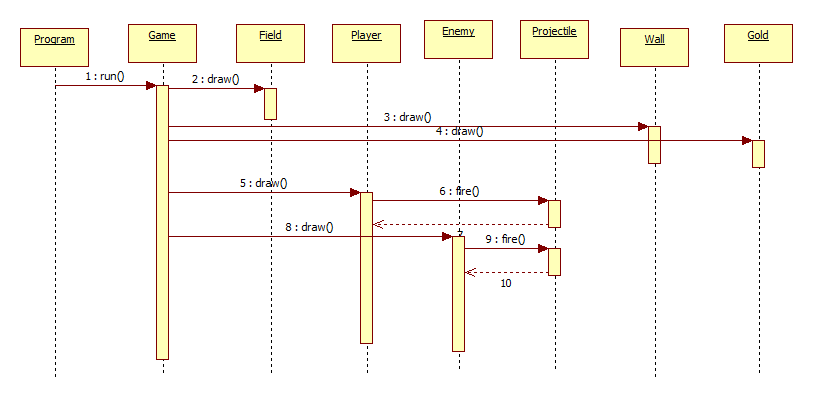 Program
Game
Field
Player
Enemy
Projectile
Wall
Gold
1 : run()
2 : draw()
3 : draw()
4 : draw()
5 : draw()
6 : fire()
7
8 : draw()
9 : fire()
10